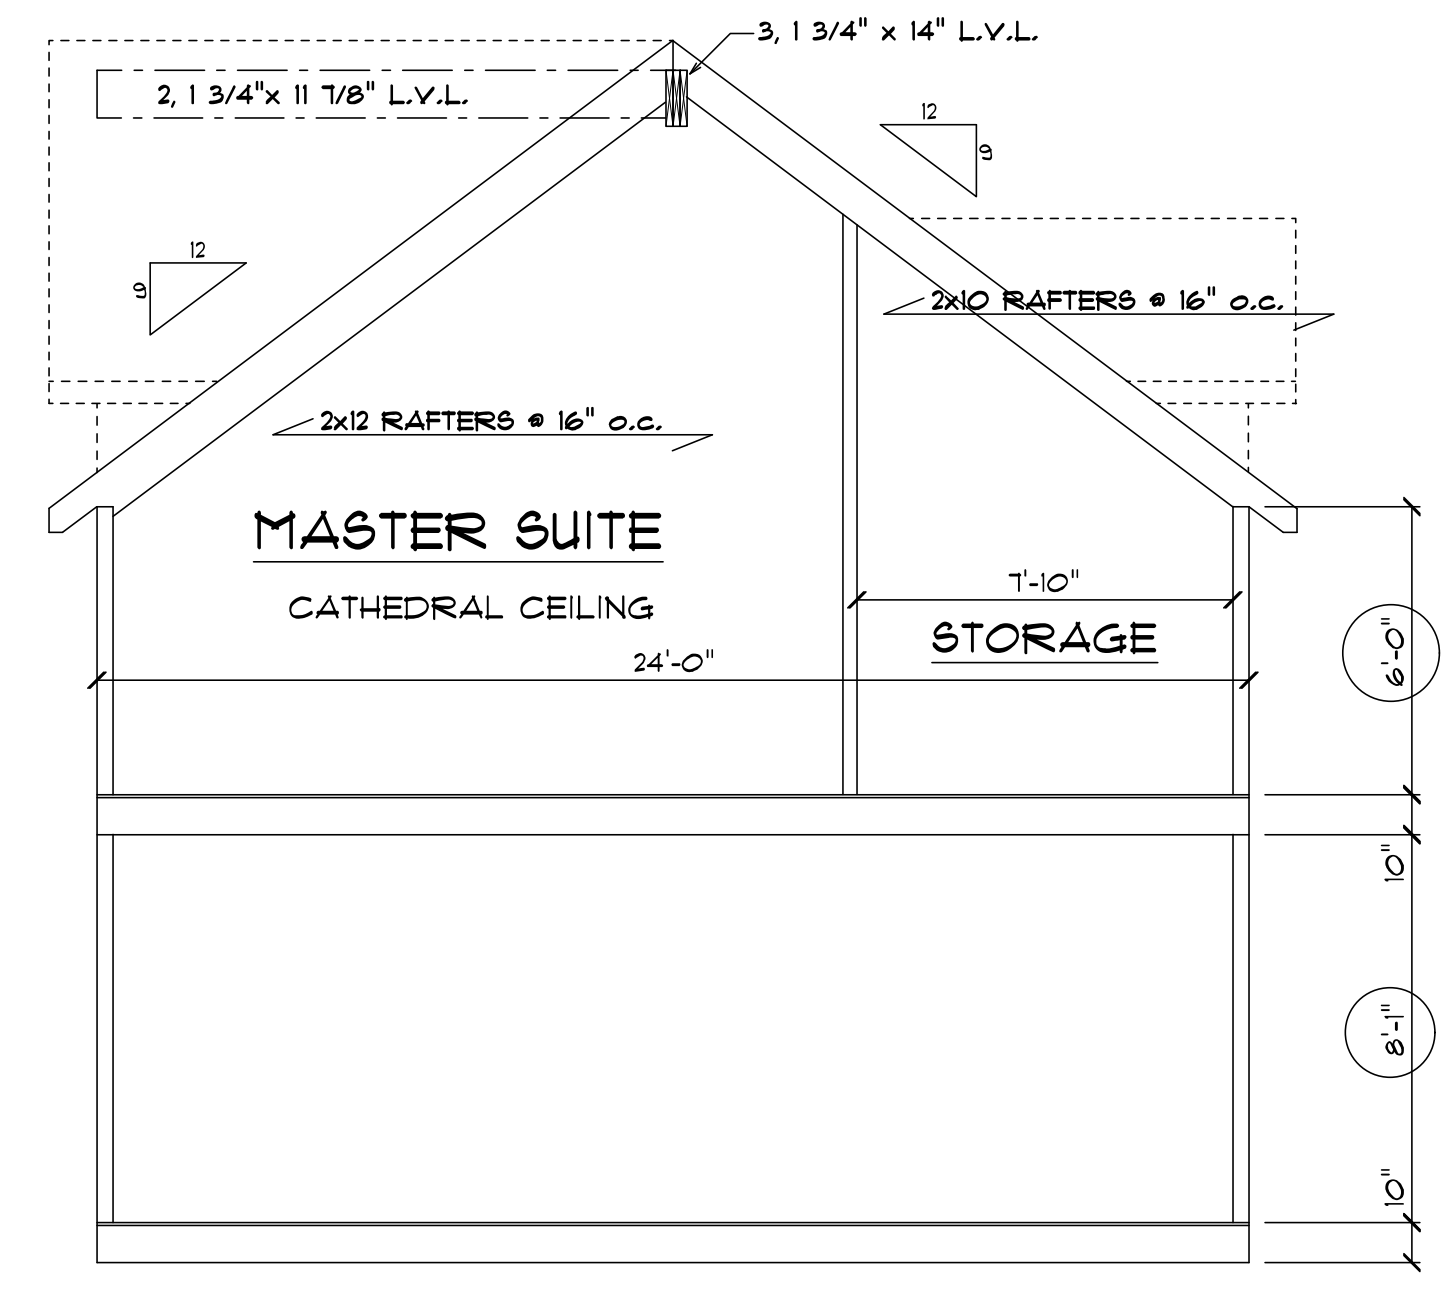 3, 1 3/4" x 14" L.V.L.
2, 1 3/4"x 11 7/8" L.V.L.
12
9
12
9
2x10 RAFTERS @ 16" o.c.
2x12 RAFTERS @ 16" o.c.
MASTER SUITE
CATHEDRAL CEILING
7'-10"
STORAGE
24'-0"
6'-0"
10"
8'-1"
10"